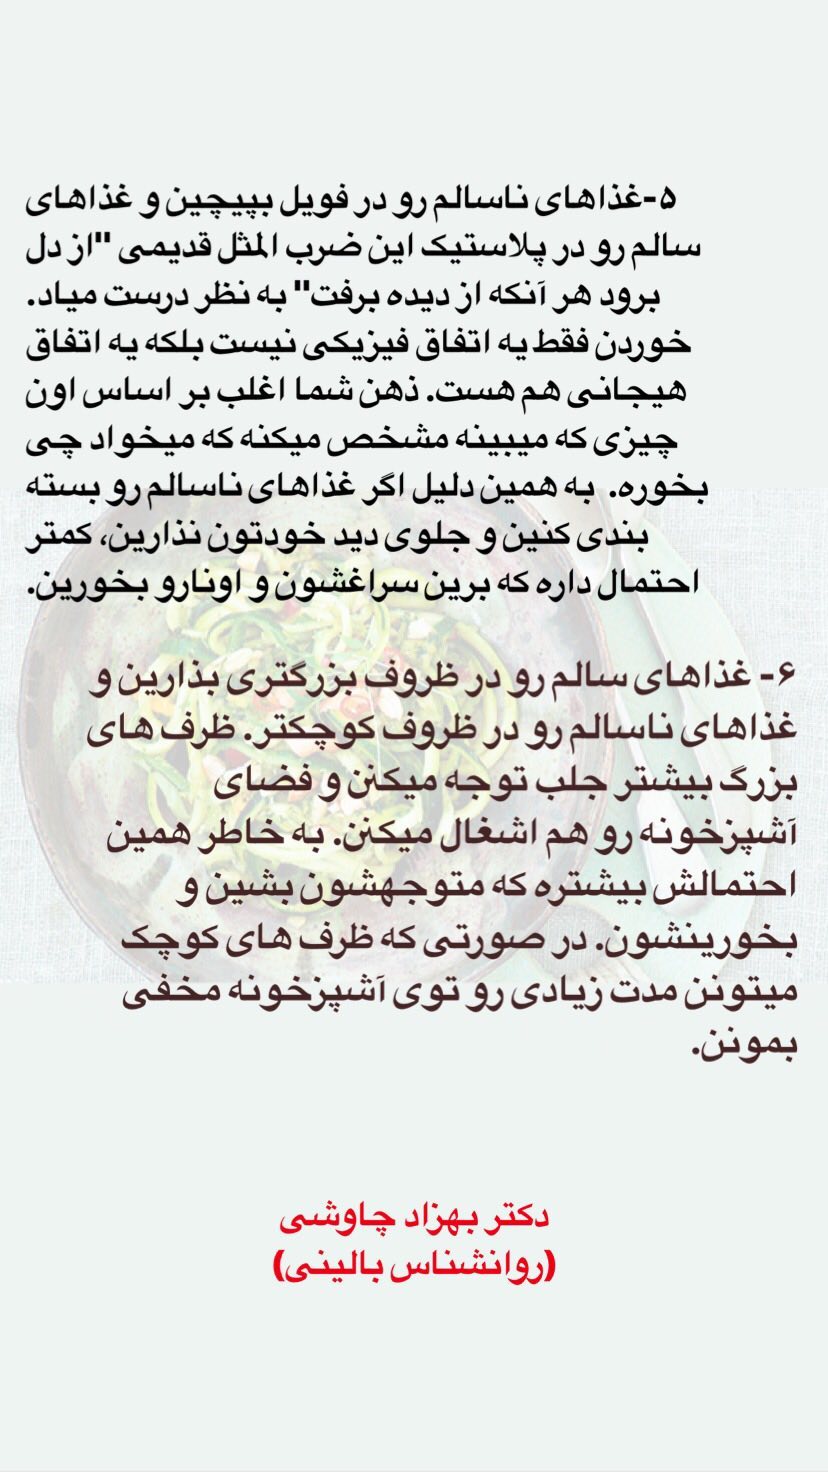 ۵-غذاهای ناسالم رو در فویل بپیچین و غذاهای
سالم رو در پلاستیک این ضرب المثل قدیمی "از دل
برود هر آنکه از دیده برفت" به نظر درست میاد.
خوردن فقط یه اتفاق فیزیکی نیست بلکه یه اتفاق
هیجانی هم هست. ذهن شما اغلب بر اساس اون
چیزی که میبینه مشخص میکنه که میخواد چی
بخوره. به همین دلیل اگر غذاهای ناسالم رو بسته
بندی کنین و جلوی دید خودتون نذارین، کمتر
احتمال داره که برین سراغشون و اونارو بخورین.
۶- غذاهای سالم رو در ظروف بزرگتری بذارین و
غذاهای ناسالم رو در ظروف کوچکتر. ظرف های
بزرگ بیشتر جلب توجه میکنن و فضای
آشپزخونه رو هم اشغال میکنن. به خاطر همین
احتمالش بیشتره که متوجهشون بشین و
بخورینشون. در صورتی که ظرف های کوچک
میتونن مدت زیادی رو توی آشپزخونه مخفی
بمونن.
دکتر بهزاد چاوشی
(روانشناس بالینی)